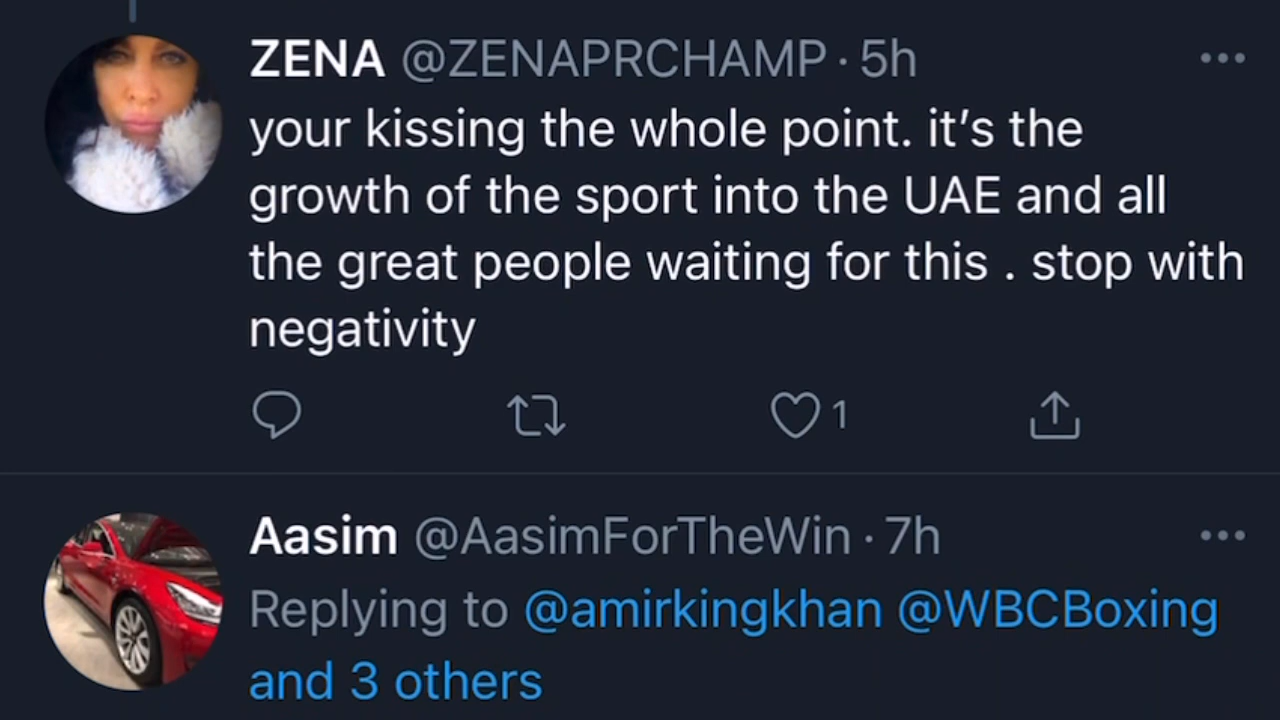 ZENA @ZENAPRCHAMP · 5h
your kissing the whole point. it’s the
growth of the sport into the UAE and all
the great people waiting for this . stop with
negativity
1
Aasim @AasimForTheWin · 7h
Replying to @amirkingkhan @WBCBoxing
and 3 others